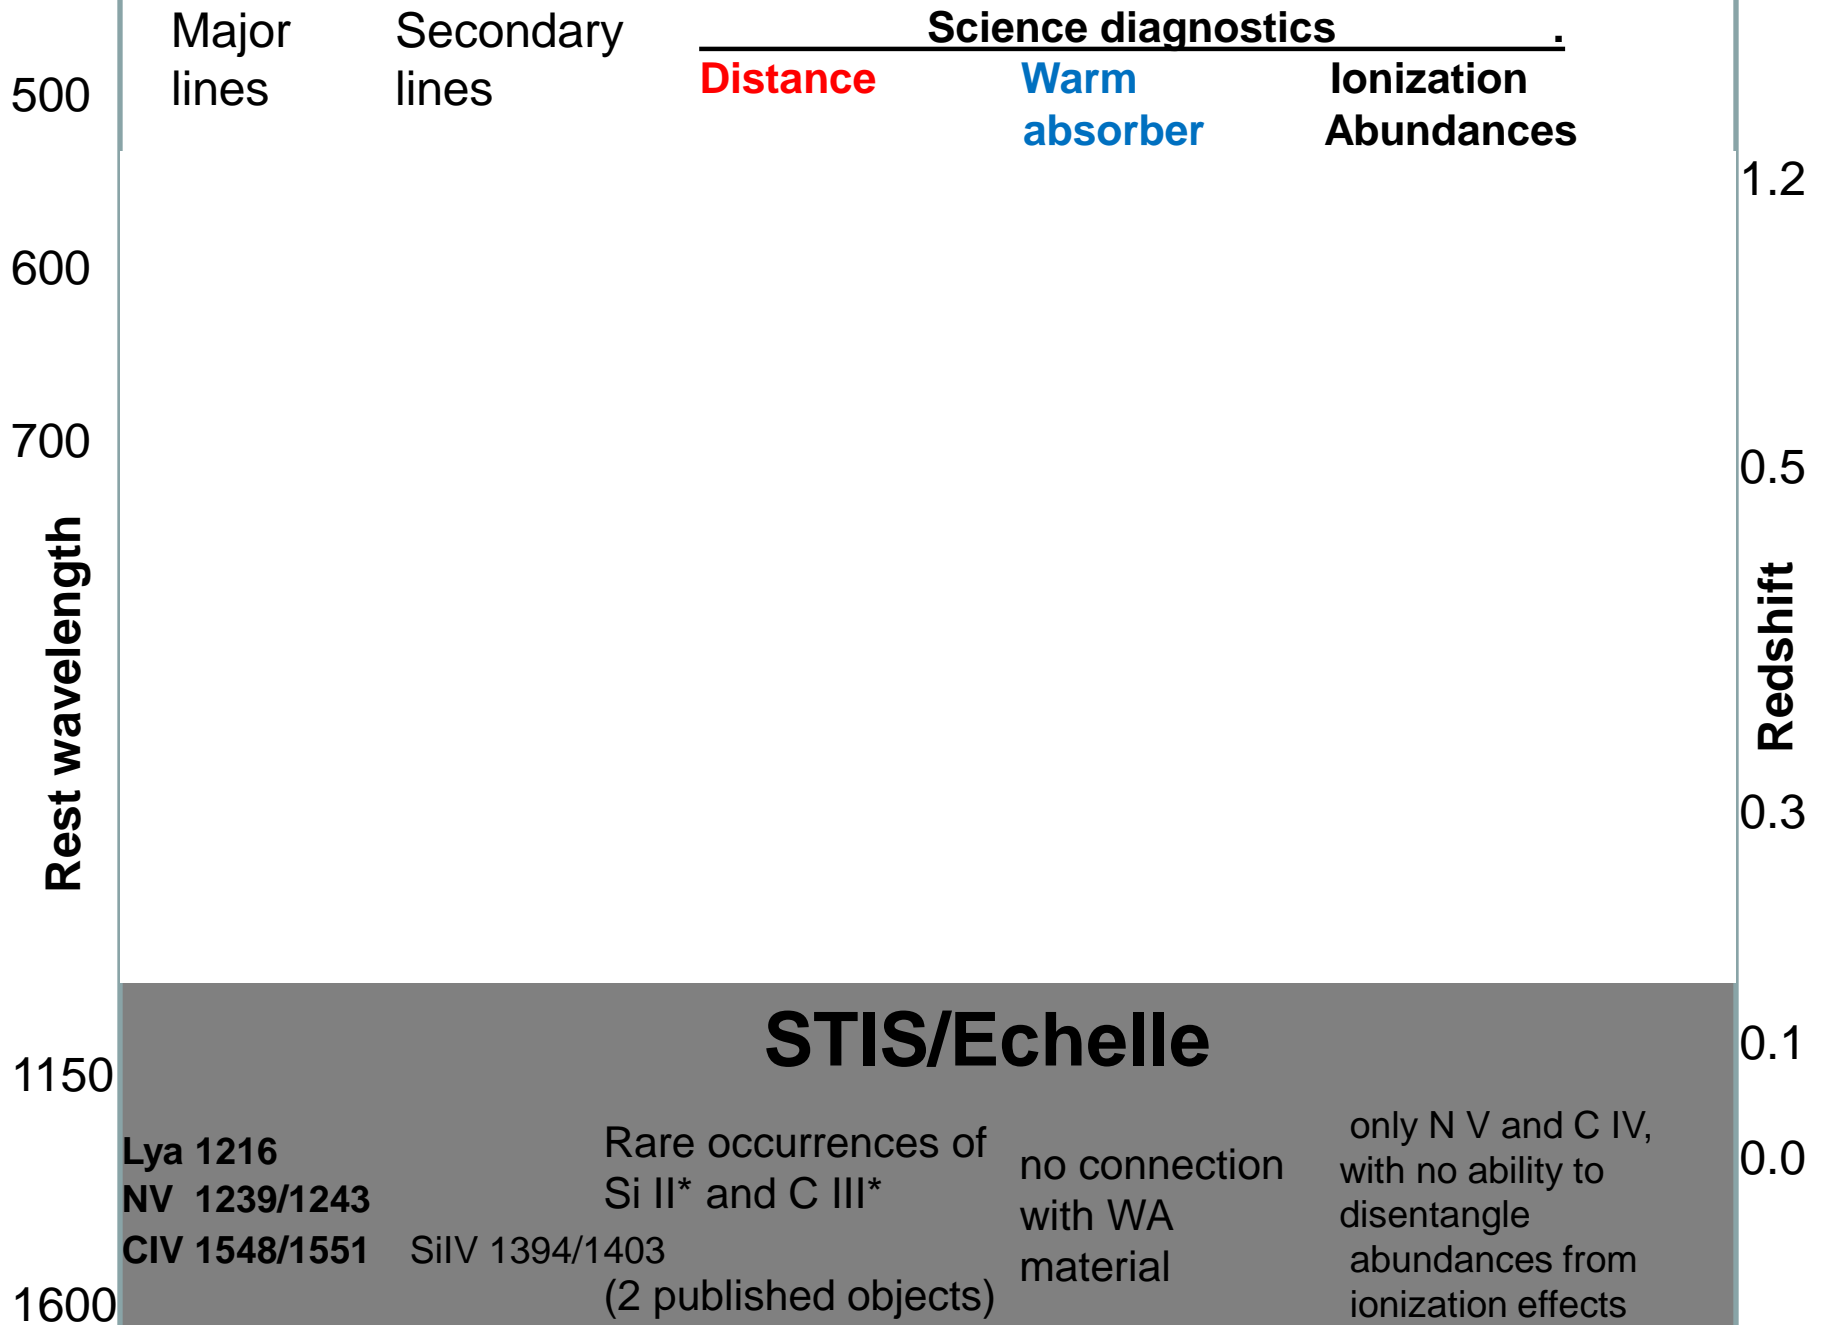 Major lines
Secondary lines
Science diagnostics .
Distance
Warm
absorber
Ionization
Abundances
500
600
700
1150
1600
Rest wavelength
1.2
0.5
0.3
0.1
0.0
Redshift
STIS/Echelle
Lya 1216
NV 1239/1243
CIV 1548/1551
SiIV 1394/1403
Rare occurrences of
Si II* and C III*
(2 published objects)
no connection
with WA
material
only N V and C IV,
with no ability to
disentangle
abundances from
ionization effects